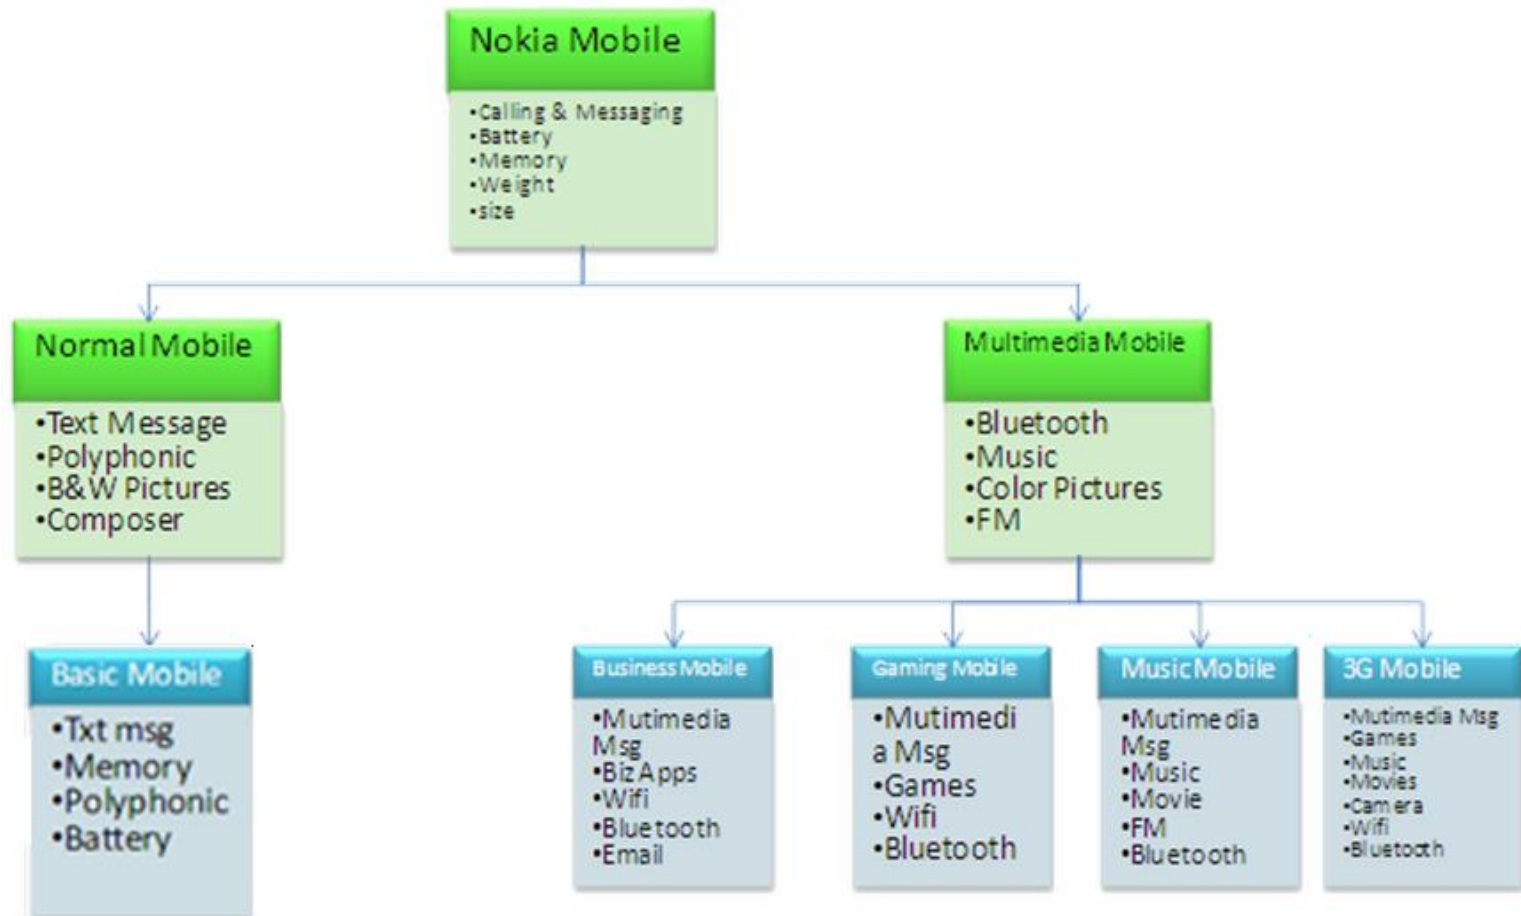 Nokia Mobile
•Calling & Messaging
•Battery
•Memory
•Weight
•size
Normal Mobile
•Text Message
•Polyphonic
•B&W Pictures
•Composer
Multimedia Mobile
•Bluetooth
•Music
•Color Pictures
•FM
Basic Mobile
•Txt msg
•Memory
•Polyphonic
•Battery
Business Mobile
•Mutimedia
Msg
•Biz Apps
•Wifi
•Bluetooth
•Email
Gaming Mobile
•Mutimedi
a Msg
•Games
•Wifi
•Bluetooth
Music Mobile
•Mutimedia
Msg
•Music
•Movie
•FM
•Bluetooth
3G Mobile
•Mutimedia Msg
•Games
•Music
•Movies
•Camera
•Wifi
•Bluetooth